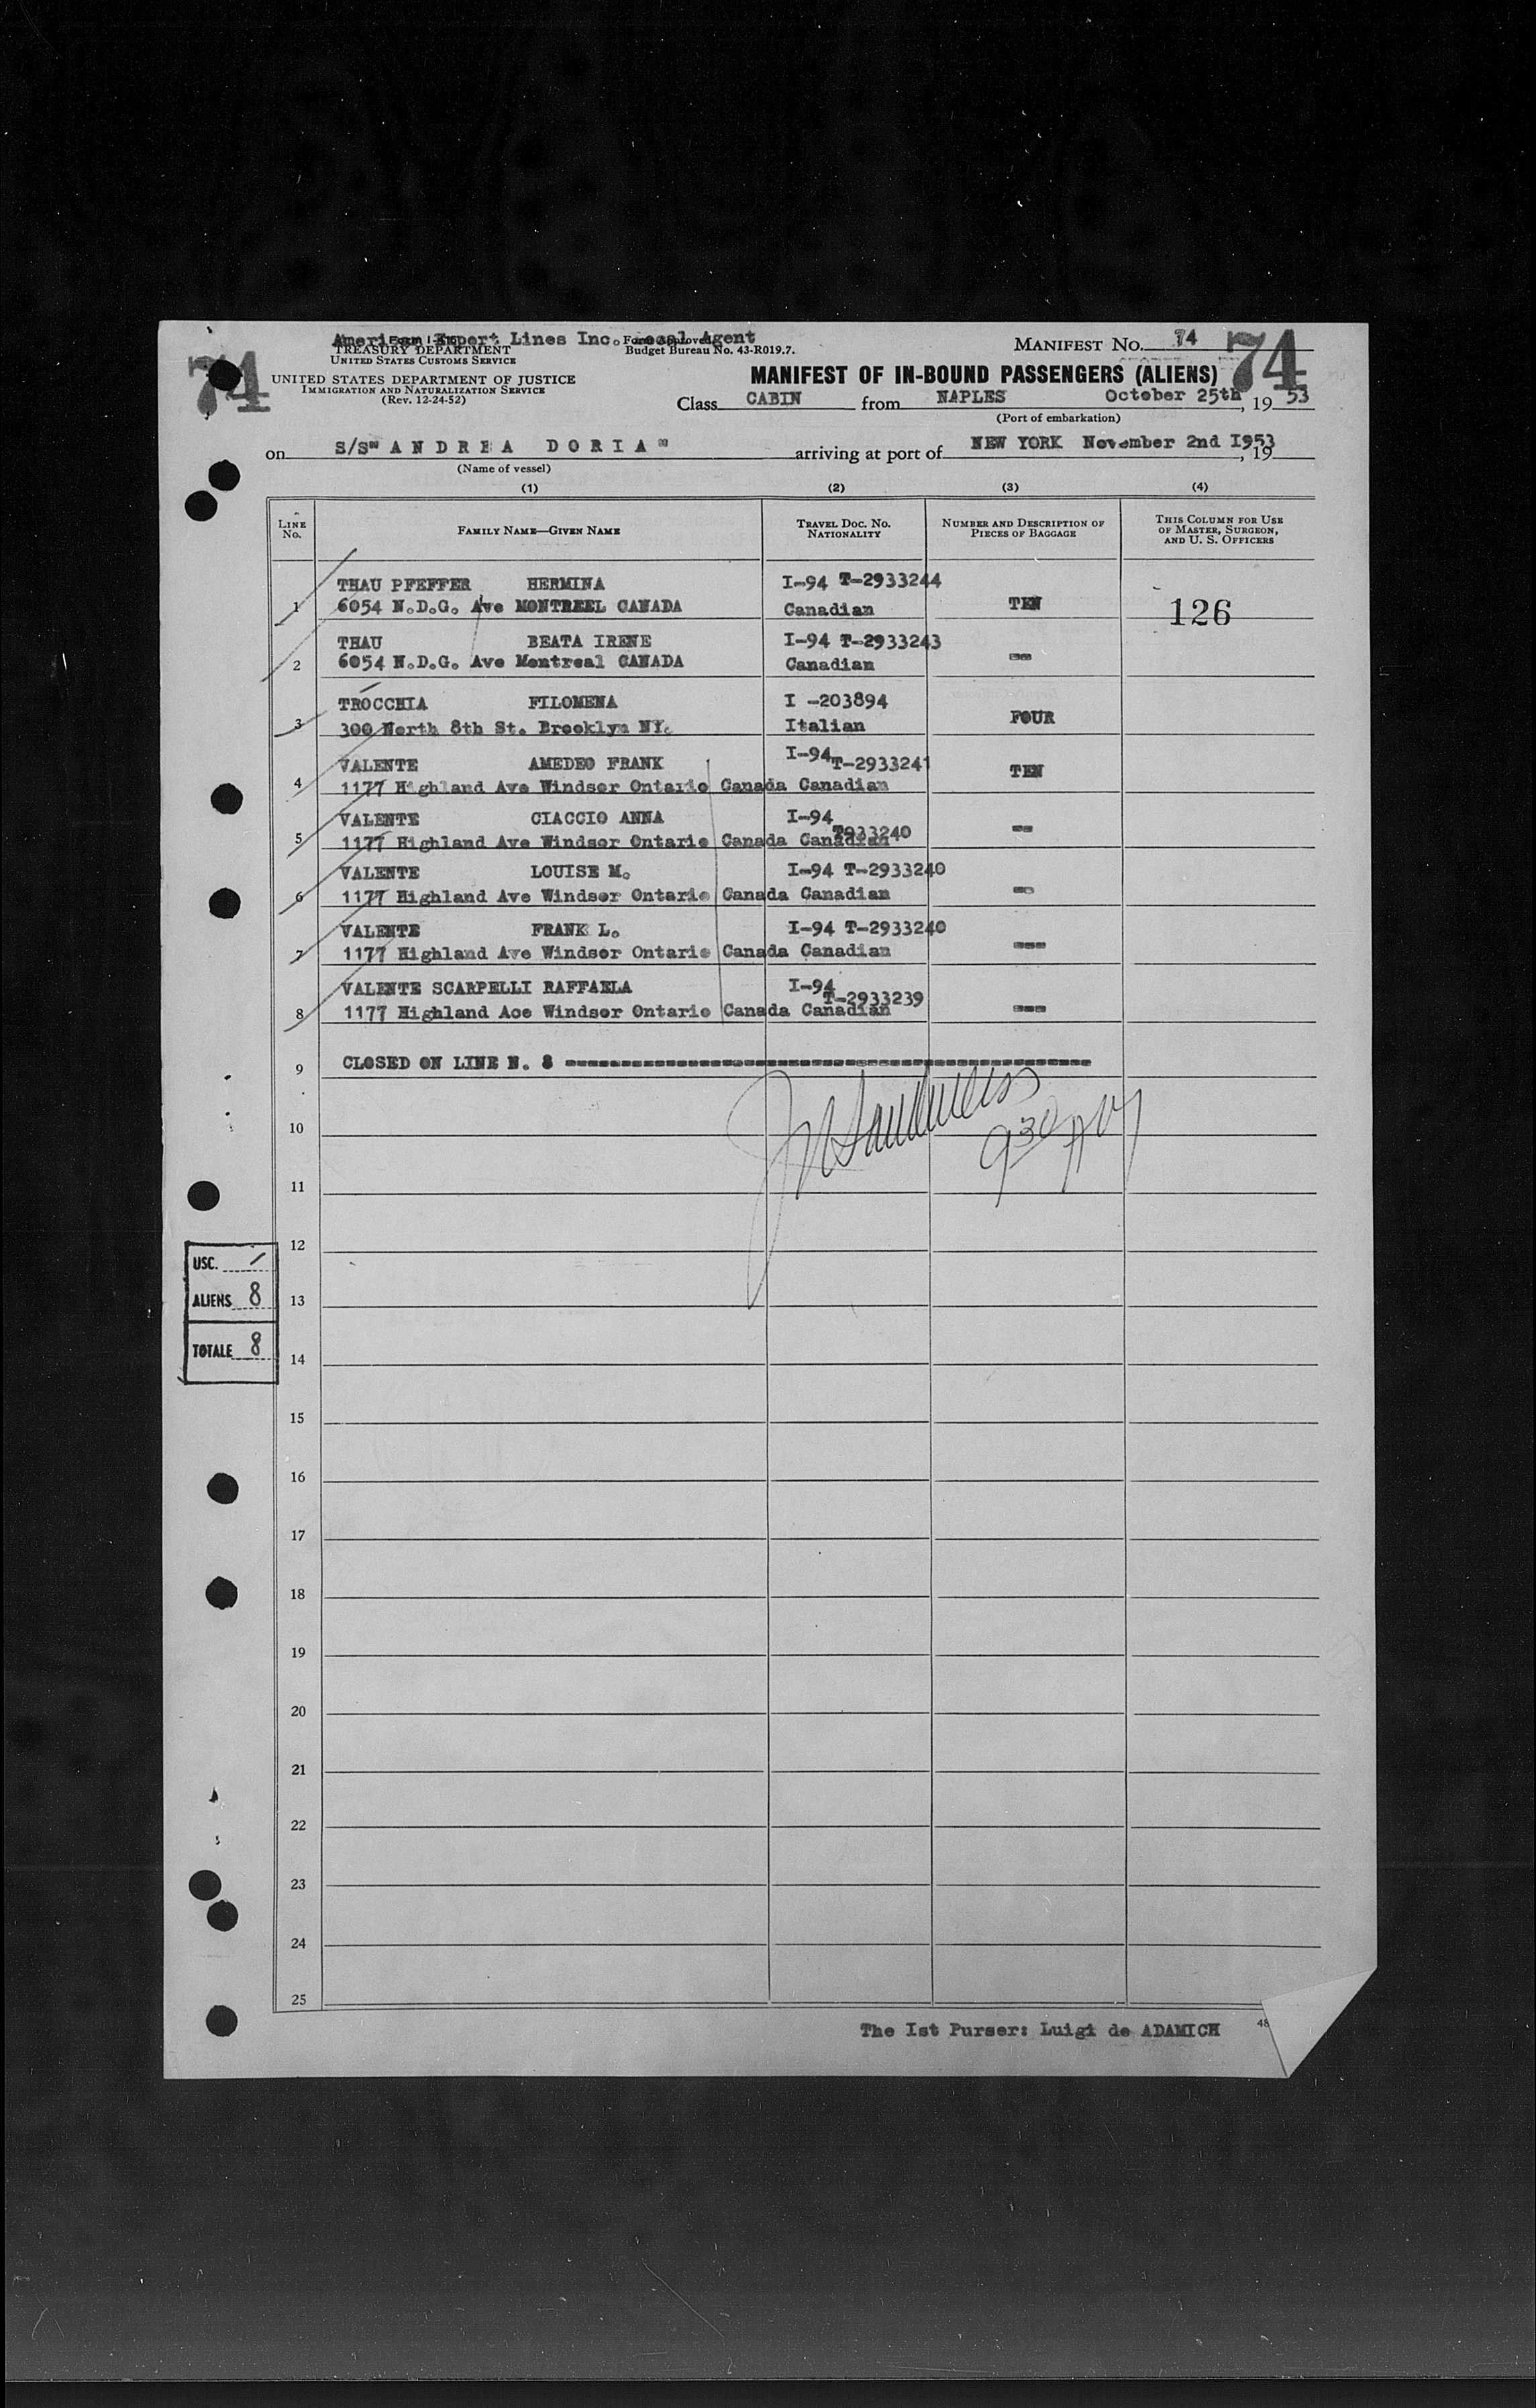 American Export Lines Inc. Agent
Form Approved
TREASURY DEPARTMENT
Budget Bureau No. 43-R019.7.
UNITED STATES CUSTOMS SERVICE
MANIFEST NO. 74
74
74
UNITED STATES DEPARTMENT OF JUSTICE
IMMIGRATION AND NATURALIZATION SERVICE
(Rev. 12-24-52)
MANIFEST OF IN-BOUND PASSENGERS (ALIENS)
Class CABIN from NAPLES October 25th, 19 53
(Port of embarkation)
on S/S" A N D R E A D O R I A " arriving at port of NEW YORK November 2nd I953, 19
(Name of vessel)
(1) (2) (3) (4)
LINE NO. FAMILY NAME—GIVEN NAME TRAVEL DOC. NO. NATIONALITY NUMBER AND DESCRIPTION OF PIECES OF BAGGAGE THIS COLUMN FOR USE OF MASTER, SURGEON, AND U. S. OFFICERS
THAU PFEFFER HERMINA I-94 T-2933244
1 6054 N.D.G. Ave MONTREEL CANADA Canadian TEN 126
THAU BEATA IRENE I-94 T-2933243
2 6054 N.D.G. Ave Montreal CANADA Canadian --
TROCCHIA FILOMENA I -203894
3 300 North 8th St. Brooklyn NY. Italian FOUR
VALENTE AMEDEO FRANK I-94 T-2933241
4 1177 Highland Ave Windsor Ontario Canada Canadian TEN
VALENTE CIACCIO ANNA I-94 T933240
5 1177 Highland Ave Windsor Ontario Canada Canadian --
VALENTE LOUISE M. I-94 T-2933240
6 1177 Highland Ave Windsor Ontario Canada Canadian --
VALENTE FRANK L. I-94 T-2933240
7 1177 Highland Ave Windsor Ontario Canada Canadian ---
VALENTE SCARPELLI RAFFAELA I-94 T-2933239
8 1177 Highland Ace Windsor Ontario Canada Canadian ---
9 CLOSED ON LINE N. 8 ---
10
930 AM
11
12
USC. /
13
ALIENS 8
14
TOTALE 8
15
16
17
18
19
20
21
22
23
24
25
The Ist Purser: Luigi de ADAMICH
48